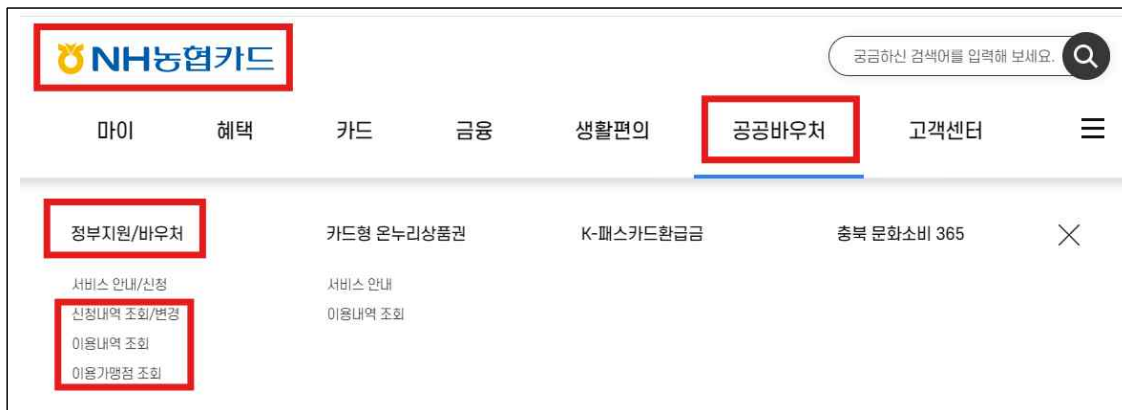 NH농협카드
궁금하신 검색어를 입력해 보세요.
마이 혜택 카드 금융 생활편의 공공바우처 고객센터
정부지원/바우처 카드형 온누리상품권 K-패스카드환급금 충북 문화소비 365
서비스 안내/신청 서비스 안내
신청내역 조회/변경 이용내역 조회
이용내역 조회
이용가맹점 조회